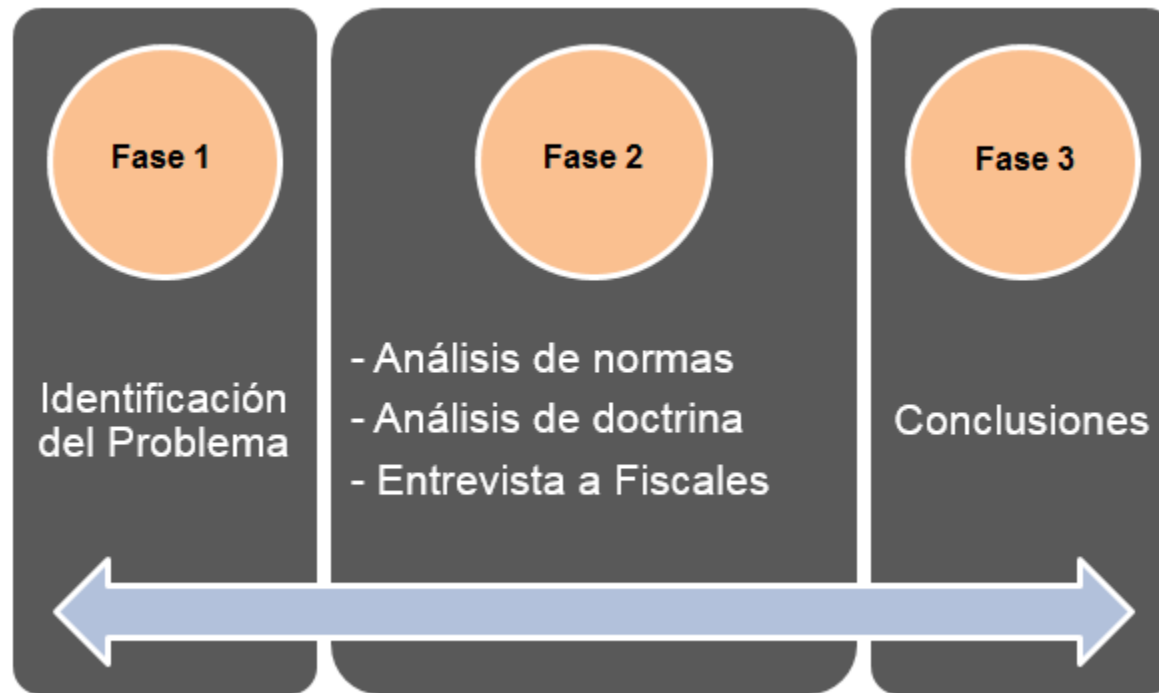 Fase 1
Identificación
del Problema
Fase 2
- Análisis de normas
- Análisis de doctrina
- Entrevista a Fiscales
Fase 3
Conclusiones